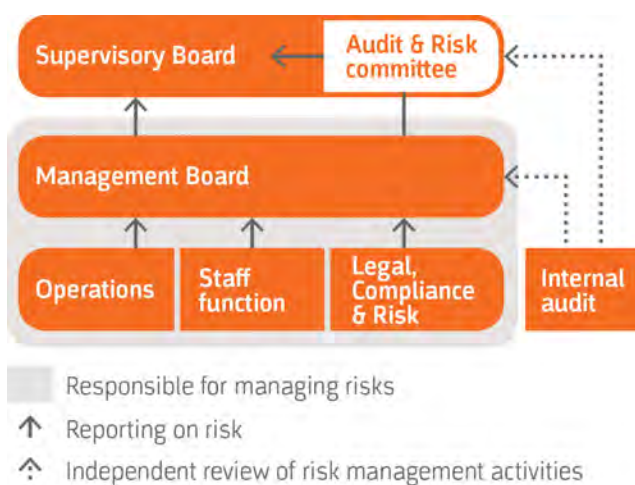 Supervisory Board
Audit & Risk
committee
Management Board
Operations
Staff
function
Legal,
Compliance
& Risk
Internal
audit
Responsible for managing risks
Reporting on risk
Independent review of risk management activities